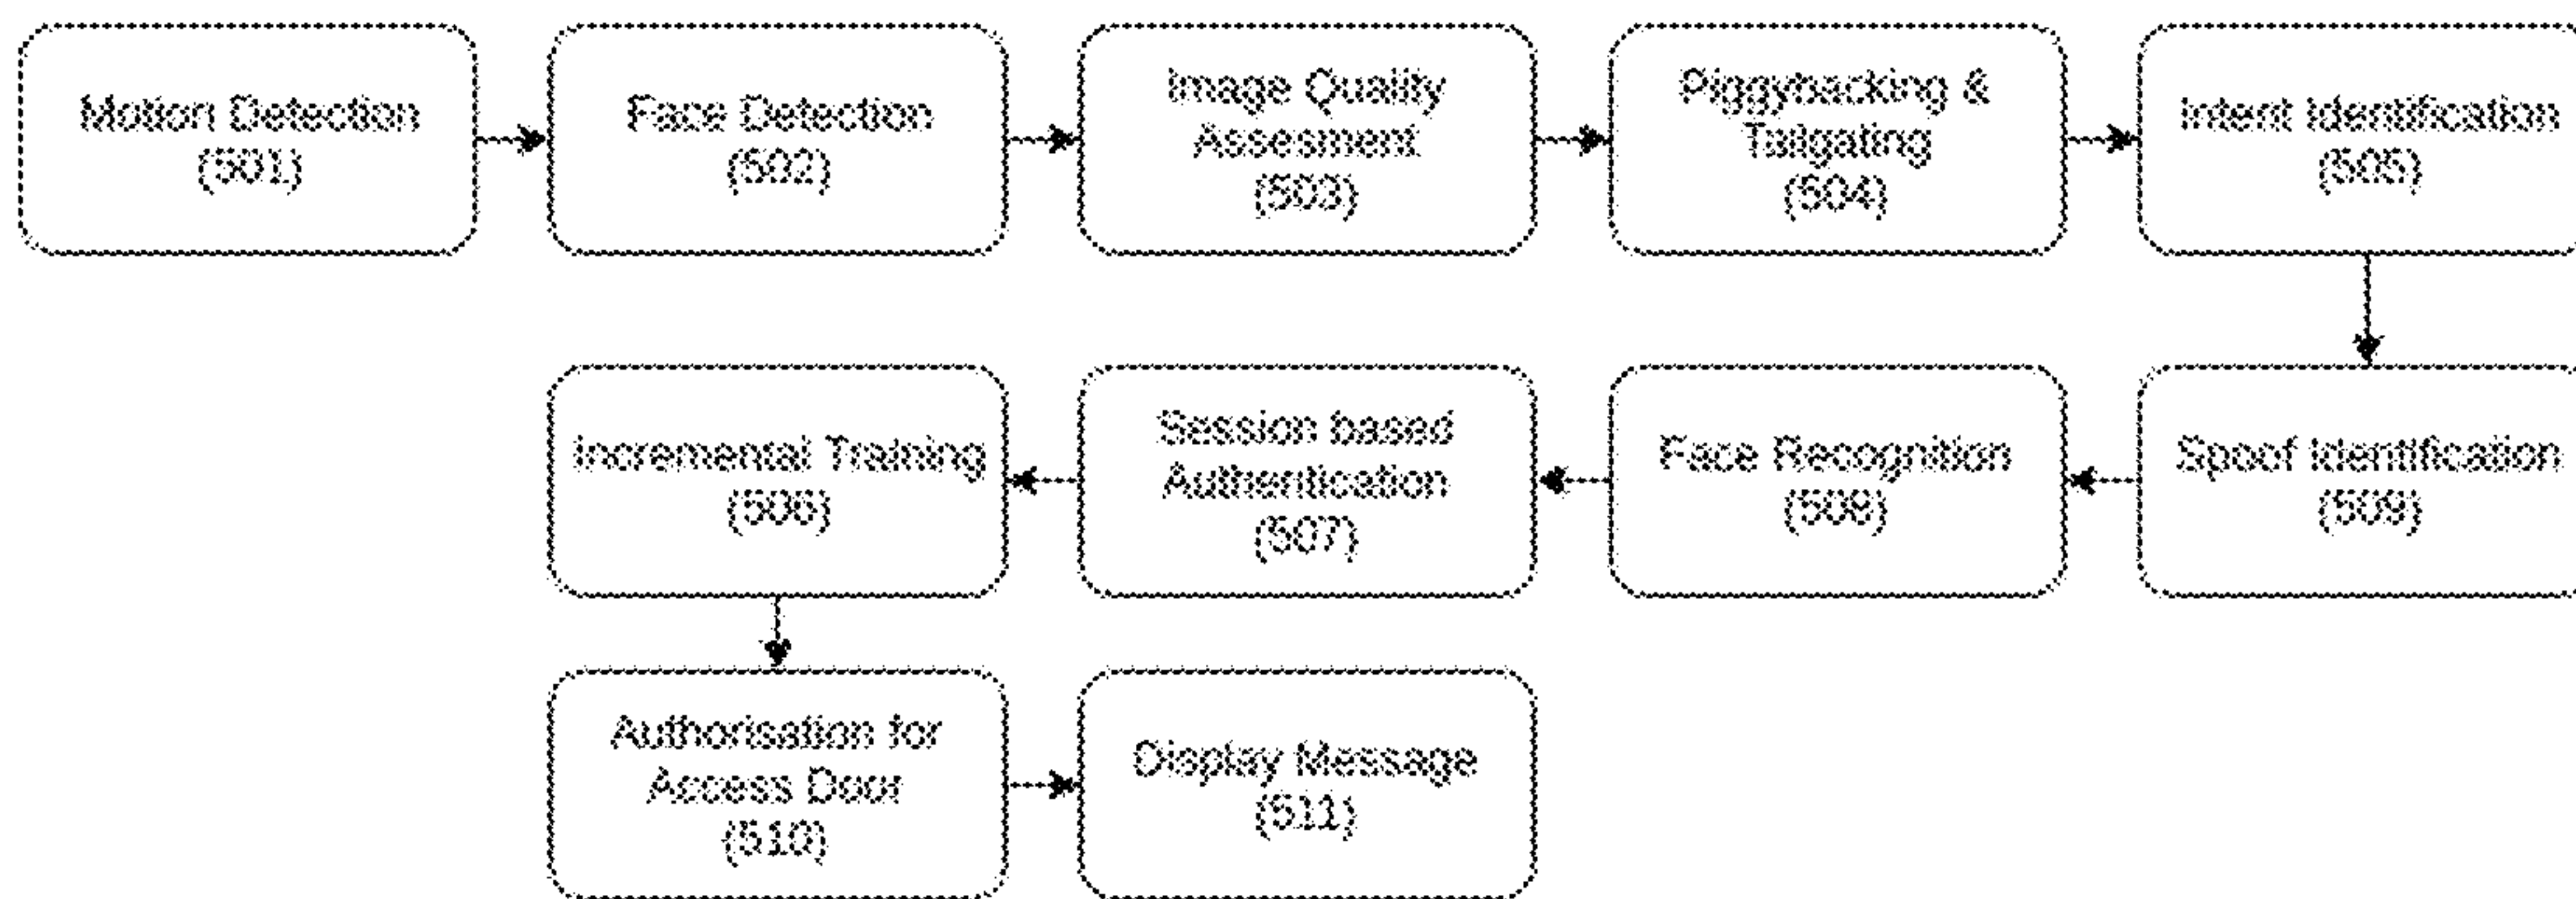 Motion Detection
(501)
Face Detection
(502)
Image Quality
Assesment
(503)
Piggybacking &
Tailgating
(504)
Intent Identification
(505)
Incremental Training
(506)
Session based
Authentication
(507)
Face Recognition
(508)
Spoof Identification
(509)
Authorisation for
Access Door
(510)
Display Message
(511)